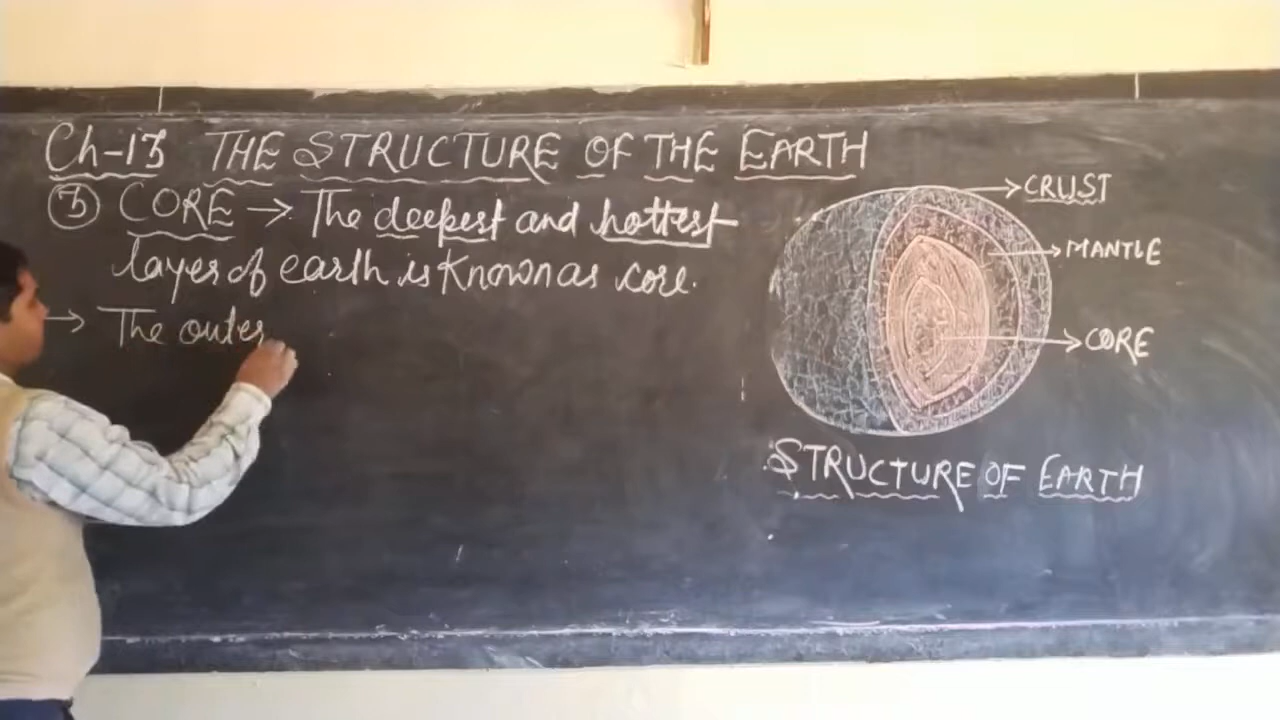 Ch-13 THE STRUCTURE OF THE EARTH
③ CORE → The deepest and hottest
layer of earth is known as core.
→ The outer
CRUST
MANTLE
CORE
STRUCTURE OF EARTH